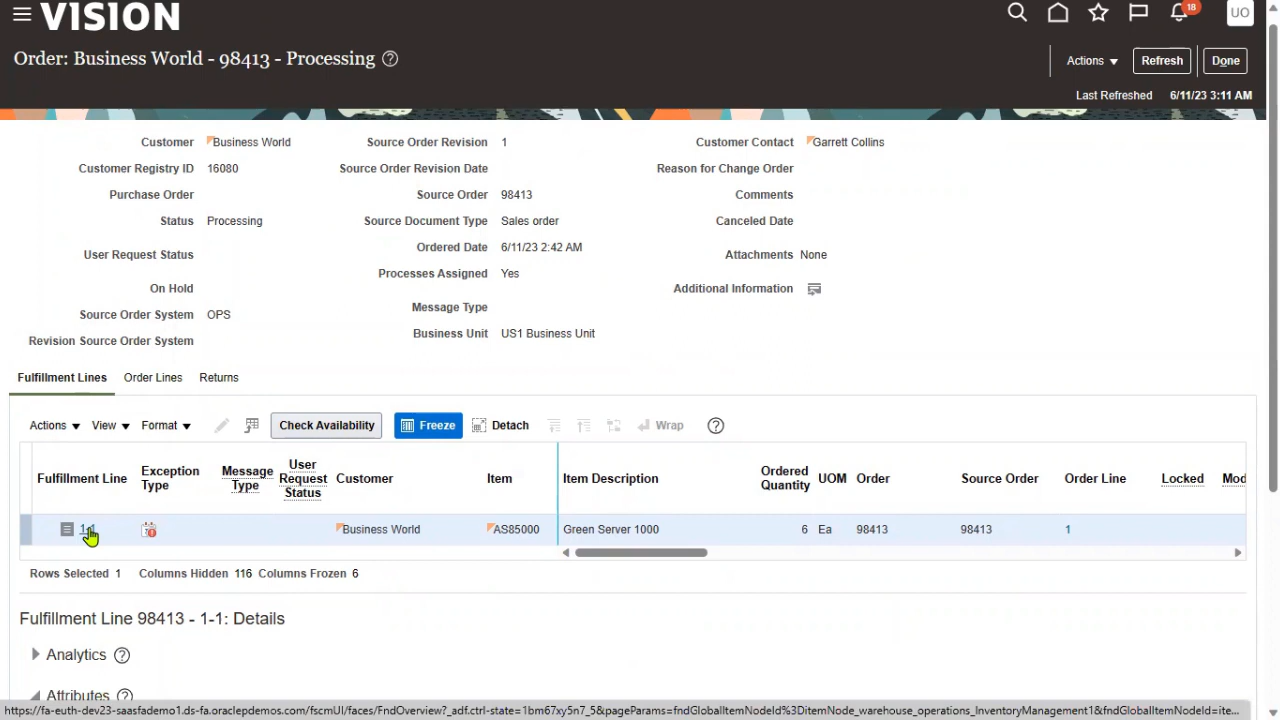 VISION
18
UO
Order: Business World - 98413 - Processing
Actions
Refresh
Done
Last Refreshed 6/11/23 3:11 AM
Customer Business World
Source Order Revision 1
Customer Contact Garrett Collins
Customer Registry ID 16080
Source Order Revision Date
Reason for Change Order
Purchase Order
Source Order 98413
Comments
Status Processing
Source Document Type Sales order
Canceled Date
User Request Status
Ordered Date 6/11/23 2:42 AM
Attachments None
Processes Assigned Yes
On Hold
Additional Information
Source Order System OPS
Message Type
Revision Source Order System
Business Unit US1 Business Unit
Fulfillment Lines Order Lines Returns
Actions View Format Check Availability Freeze Detach Wrap
Fulfillment Line Exception Type Message Type User Request Status Customer Item Item Description Ordered Quantity UOM Order Source Order Order Line Locked Mod
1-1 Business World AS85000 Green Server 1000 6 Ea 98413 98413 1
Rows Selected 1 Columns Hidden 116 Columns Frozen 6
Fulfillment Line 98413 - 1-1: Details
Analytics
Attributes
https://fa-euth-dev23-saasfademo1.ds-fa.oraclepdemos.com/fscmUI/faces/FndOverview?_adf.ctrl-state=1bm67xy5n7_5&pageParams=fndGlobalItemNodeId%3DitemNode_warehouse_operations_InventoryManagement1&fndGlobalItemNodeId=ite...